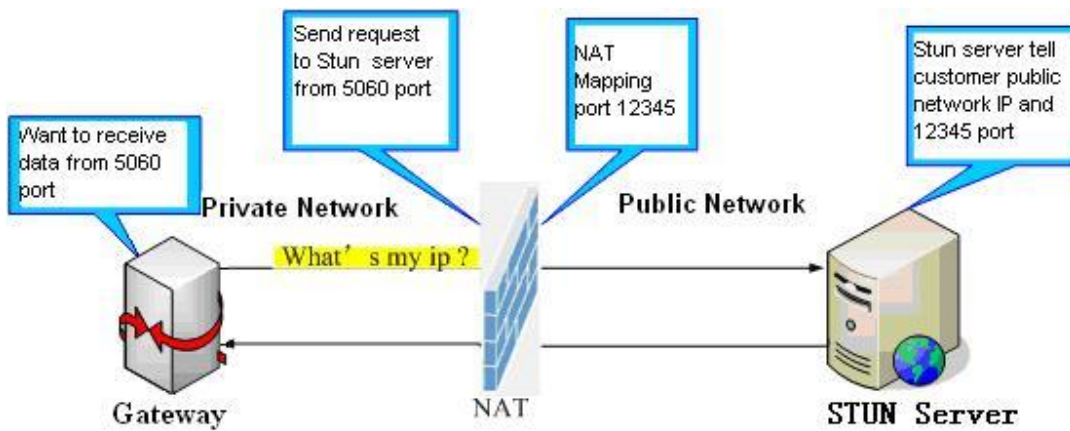 Send request
to Stun server
from 5060 port
NAT
Mapping
port 12345
Stun server tell
customer public
network IP and
12345 port
Want to receive
data from 5060
port
Private Network
Public Network
What's my ip?
Gateway
NAT
STUN Server